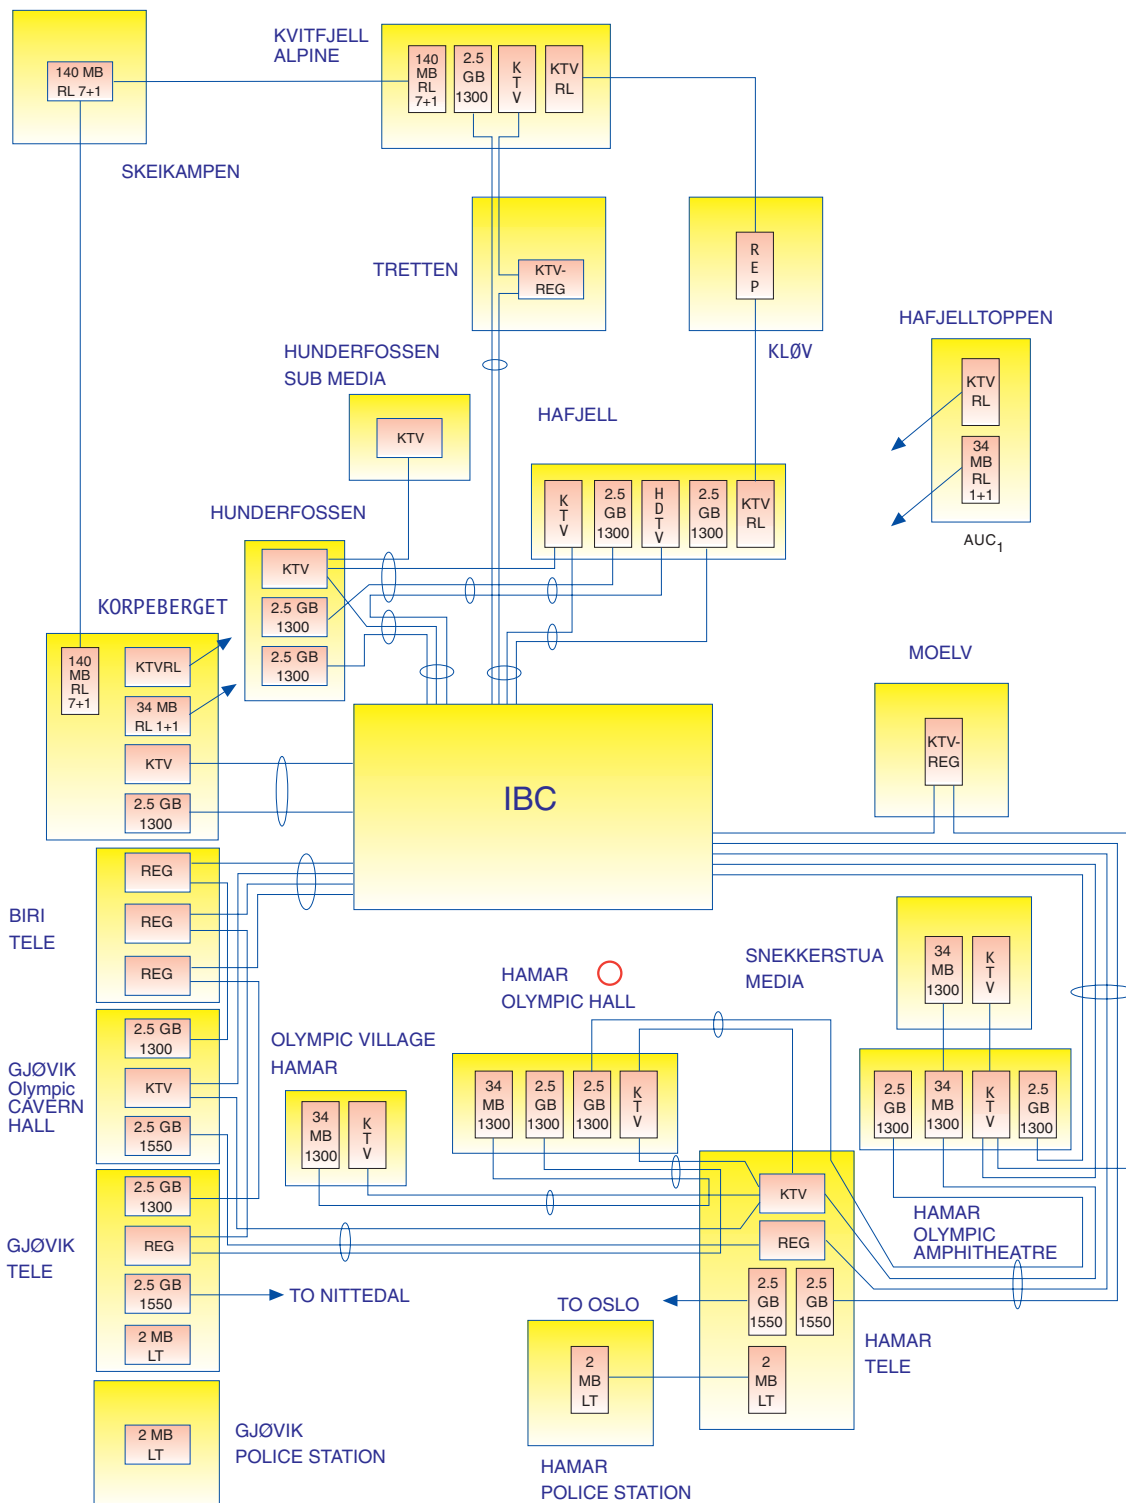 140 MB
RL 7+1
SKEIKAMPEN
KVITFJELL
ALPINE
140
MB
RL
7+1
2.5
GB
1300
K
T
V
KTV
RL
TRETTEN
KTV-
REG
R
E
P
KLØV
HAFJELLTOPPEN
KTV
RL
34
MB
RL
1+1
AUC1
HUNDERFOSSEN
SUB MEDIA
KTV
HAFJELL
K
T
V
2.5
GB
1300
H
D
T
V
2.5
GB
1300
KTV
RL
HUNDERFOSSEN
KTV
2.5 GB
1300
2.5 GB
1300
KORPEBERGET
140
MB
RL
7+1
KTVRL
34 MB
RL 1+1
KTV
2.5 GB
1300
IBC
MOELV
KTV-
REG
BIRI
TELE
REG
REG
REG
SNEKKERSTUA
MEDIA
34
MB
1300
K
T
V
HAMAR
OLYMPIC HALL
34
MB
1300
2.5
GB
1300
2.5
GB
1300
K
T
V
OLYMPIC VILLAGE
HAMAR
34
MB
1300
K
T
V
GJØVIK
Olympic
CAVERN
HALL
2.5 GB
1300
KTV
2.5 GB
1550
2.5
GB
1300
34
MB
1300
K
T
V
2.5
GB
1300
HAMAR
OLYMPIC
AMPHITHEATRE
GJØVIK
TELE
2.5 GB
1300
REG
2.5 GB
1550
2 MB
LT
TO NITTEDAL
KTV
REG
2.5
GB
1550
2.5
GB
1550
2
MB
LT
HAMAR
TELE
TO OSLO
2
MB
LT
HAMAR
POLICE STATION
2 MB
LT
GJØVIK
POLICE STATION